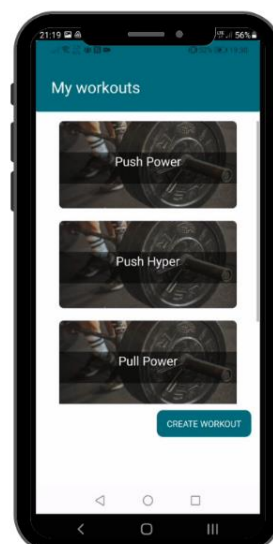 21:19 56%
My workouts
Push Power
Push Hyper
Pull Power
CREATE WORKOUT